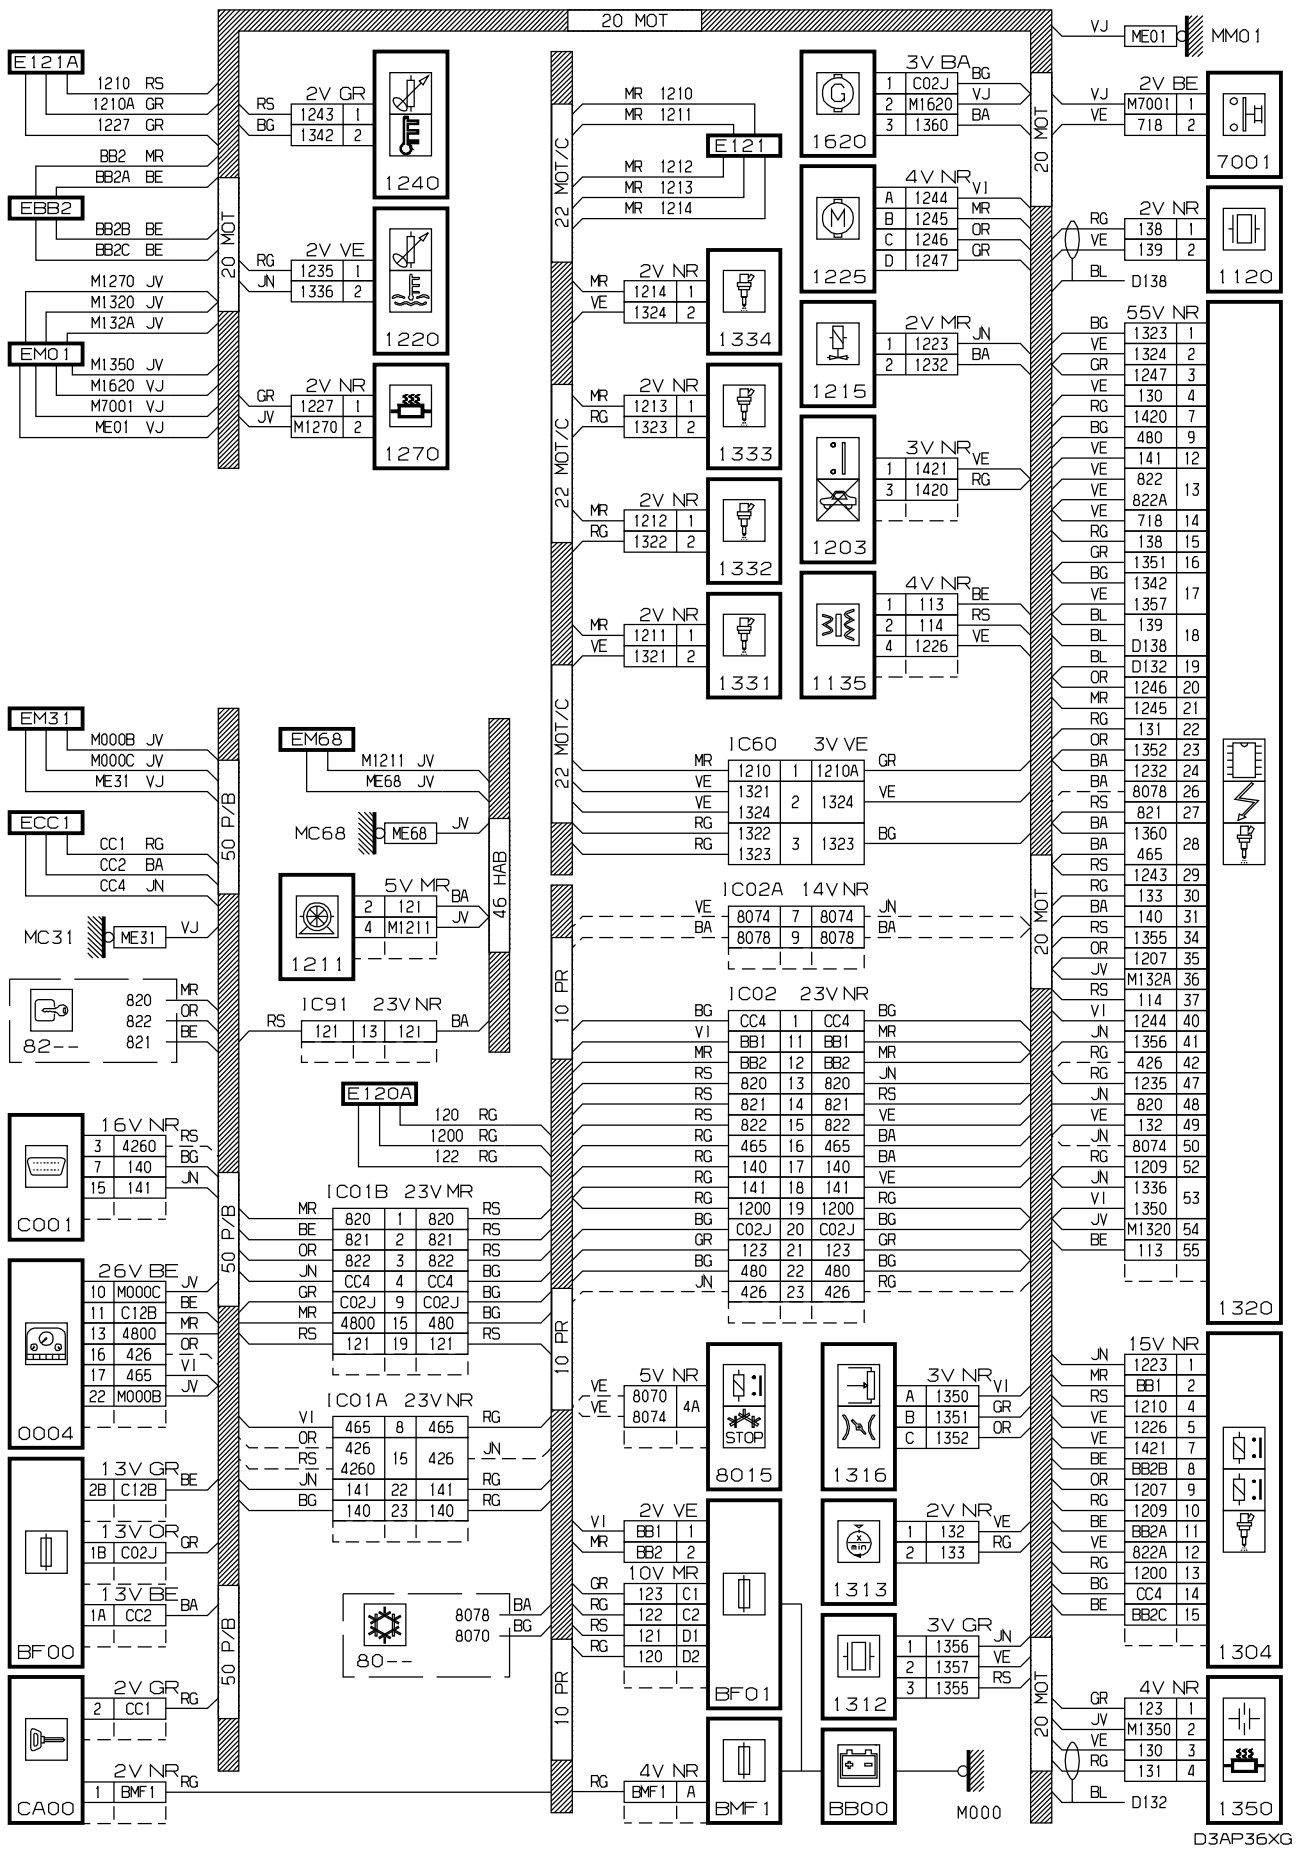 20 MOT
E121A
1210 RS
1210A GR
1227 GR
BB2 MR
BB2A BE
EBB2
BB2B BE
BB2C BE
M1270 JV
M1320 JV
M132A JV
EM01
M1350 JV
M1620 VJ
M7001 VJ
ME01 VJ
20 MOT
2V GR
RS 1243 1
BG 1342 2
1240
2V VE
RG 1235 1
JN 1336 2
1220
2V NR
GR 1227 1
JV M1270 2
1270
22 MOT/C
MR 1210
MR 1211
E121
MR 1212
MR 1213
MR 1214
2V NR
MR 1214 1
VE 1324 2
1334
22 MOT/C
2V NR
MR 1213 1
RG 1323 2
1333
2V NR
MR 1212 1
RG 1322 2
1332
2V NR
MR 1211 1
VE 1321 2
1331
22 MOT/C
3V BA
1 C02J BG
2 M1620 VJ
3 1360 BA
G
1620
4V NR
A 1244 VI
B 1245 MR
C 1246 OR
D 1247 GR
M
1225
2V MR
1 1223 JN
2 1232 BA
1215
3V NR
1 1421 VE
3 1420 RG
1203
4V NR
1 113 BE
2 114 RS
4 1226 VE
1135
20 MOT
VJ ME01 MM01
2V BE
VJ M7001 1
VE 718 2
7001
2V NR
RG 138 1
VE 139 2
BL D138
1120
55V NR
BG 1323 1
VE 1324 2
GR 1247 3
VE 130 4
RG 1420 7
BG 480 9
VE 141 12
VE 822 13
VE 822A
VE 718 14
RG 138 15
GR 1351 16
BG 1342 17
VE 1357
BL 139 18
BL D138
BL D132 19
OR 1246 20
MR 1245 21
RG 131 22
OR 1352 23
BA 1232 24
BA 8078 26
RS 821 27
BA 1360 28
BA 465
RS 1243 29
RG 133 30
BA 140 31
RS 1355 34
OR 1207 35
JV M132A 36
RS 114 37
VI 1244 40
JN 1356 41
RG 426 42
RG 1235 47
JN 820 48
VE 132 49
JN 8074 50
RG 1209 52
JN 1336 53
VI 1350
JV M1320 54
BE 113 55
1320
EM31
M000B JV
M000C JV
ME31 VJ
50 P/B
ECC1
CC1 RG
CC2 BA
CC4 JN
MC31 ME31 VJ
820 MR
822 OR
821 BE
82--
EM68
M1211 JV
ME68 JV
MC68 ME68 JV
46 HAB
5V MR
2 121 BA
4 M1211 JV
1211
IC91 23V NR
RS 121 13 121 BA
IC60 3V VE
MR 1210 1 1210A GR
VE 1321 2 1324 VE
VE 1324
RG 1322 3 1323 BG
RG 1323
IC02A 14V NR
VE 8074 7 8074 JN
BA 8078 9 8078 BA
10 PR
20 MOT
IC02 23V NR
BG CC4 1 CC4 BG
VI BB1 11 BB1 MR
MR BB2 12 BB2 MR
RS 820 13 820 JN
RS 821 14 821 RS
RS 822 15 822 VE
RG 465 16 465 BA
RG 140 17 140 BA
RG 141 18 141 VE
RG 1200 19 1200 RG
BG C02J 20 C02J BG
GR 123 21 123 GR
BG 480 22 480 BG
JN 426 23 426 RG
E120A
120 RG
1200 RG
122 RG
16V NR
3 4260 RS
7 140 BG
15 141 JN
C001
50 P/B
IC01B 23V MR
MR 820 1 820 RS
BE 821 2 821 RS
OR 822 3 822 RS
JN CC4 4 CC4 BG
GR C02J 9 C02J BG
MR 4800 15 480 BG
RS 121 19 121 RS
10 PR
26V BE
10 M000C JV
11 C12B BE
13 4800 MR
16 426 OR
17 465 VI
22 M000B JV
0004
IC01A 23V NR
VI 465 8 465 RG
OR 426 15 426 JN
RS 4260
JN 141 22 141 RG
BG 140 23 140 RG
13V GR
2B C12B BE
13V OR
1B C02J GR
13V BE
1A CC2 BA
BF00
50 P/B
2V GR
2 CC1 RG
2V NR
1 BMF1 RG
CA00
8078 BA
8070 BG
80--
10 PR
5V NR
VE 8070 4A
VE 8074
STOP
8015
2V VE
VI BB1 1
MR BB2 2
10V MR
GR 123 C1
RG 122 C2
RS 121 D1
RG 120 D2
BF01
4V NR
RG BMF1 A
BMF1
3V NR
A 1350 VI
B 1351 GR
C 1352 OR
1316
2V NR
1 132 VE
2 133 RG
x
min
1313
3V GR
1 1356 JN
2 1357 VE
3 1355 RS
1312
BB00
M000
20 MOT
15V NR
JN 1223 1
MR BB1 2
RS 1210 4
VE 1226 5
VE 1421 7
BE BB2B 8
OR 1207 9
RG 1209 10
BE BB2A 11
VE 822A 12
RG 1200 13
BG CC4 14
BE BB2C 15
1304
4V NR
GR 123 1
JV M1350 2
VE 130 3
RG 131 4
BL D132
1350
D3AP36XG